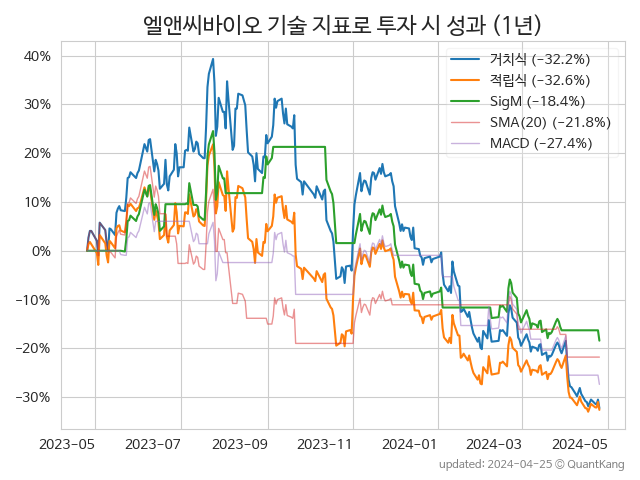 엘앤씨바이오 기술 지표로 투자 시 성과 (1년)
거치식 (−32.2%)
적립식 (−32.6%)
SigM (−18.4%)
SMA(20) (−21.8%)
MACD (−27.4%)
40%
30%
20%
10%
0%
−10%
−20%
−30%
2023-05 2023-07 2023-09 2023-11 2024-01 2024-03 2024-05
updated: 2024-04-25 © QuantKang